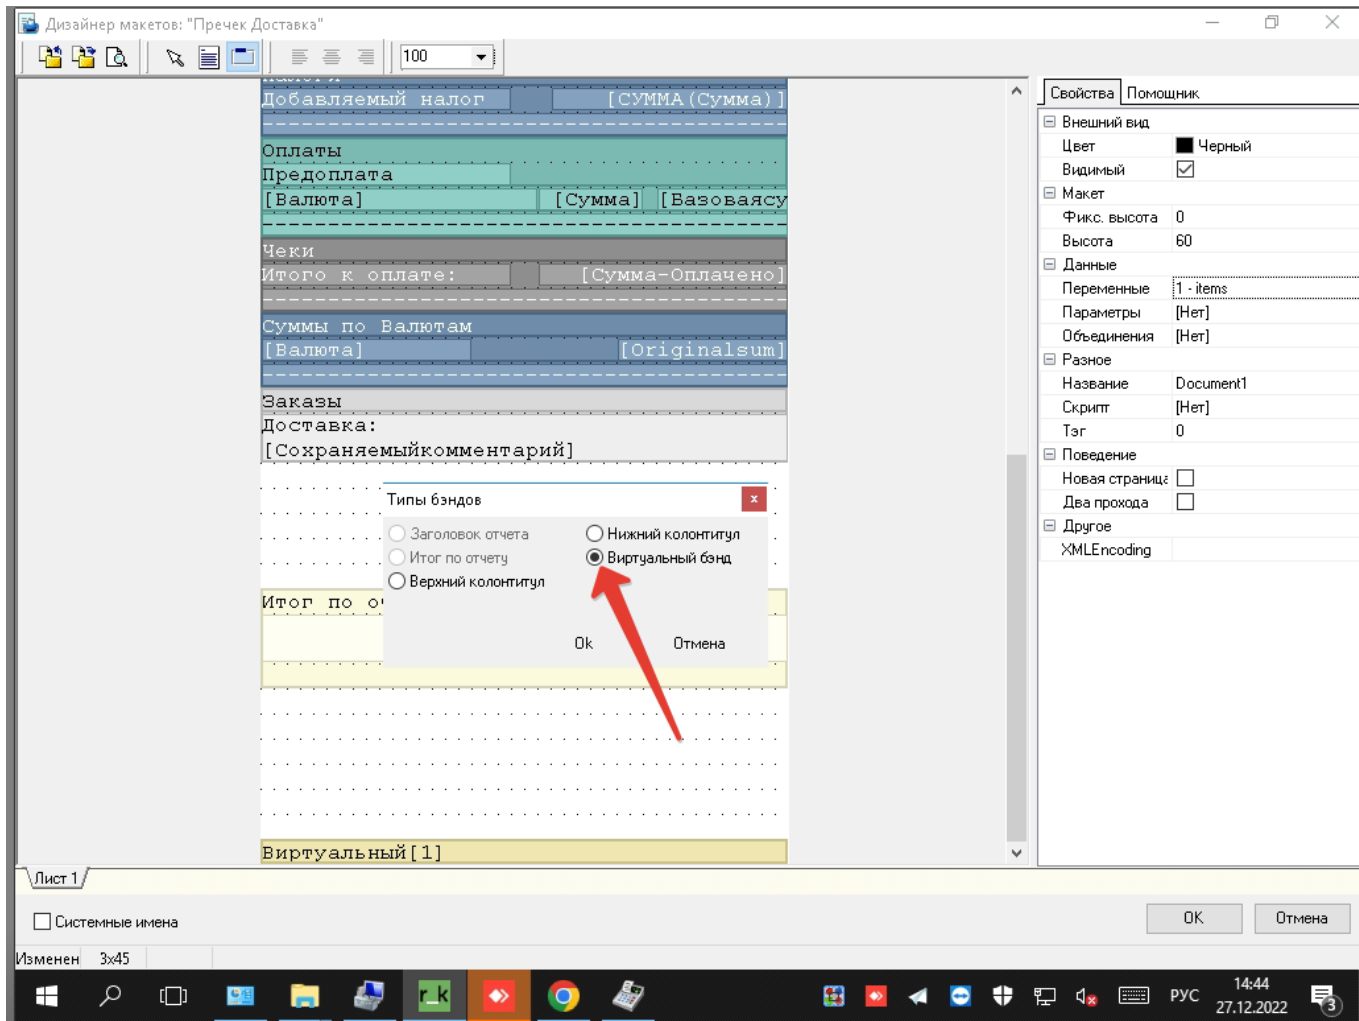 Дизайнер макетов: "Пречек Доставка"
100
Добавляемый налог [СУММА(Сумма)]
Оплаты
Предоплата
[Валюта] [Сумма] [Базоваясу
Чеки
Итого к оплате: [Сумма-Оплачено]
Суммы по Валютам
[Валюта] [Originalsum]
Заказы
Доставка:
[Сохраняемыйкомментарий]
Типы бэндов
Заголовок отчета
Нижний колонтитул
Итог по отчету
Виртуальный бэнд
Верхний колонтитул
Ok Отмена
Итог по о
Виртуальный[1]
Свойства Помощник
Внешний вид
Цвет Черный
Видимый
Макет
Фикс. высота 0
Высота 60
Данные
Переменные 1 - items
Параметры [Нет]
Объединения [Нет]
Разное
Название Document1
Скрипт [Нет]
Тэг 0
Поведение
Новая страница
Два прохода
Другое
XMLEncoding
Лист 1
Системные имена
OK Отмена
Изменен 3x45
r_k
РУС
14:44
27.12.2022
3